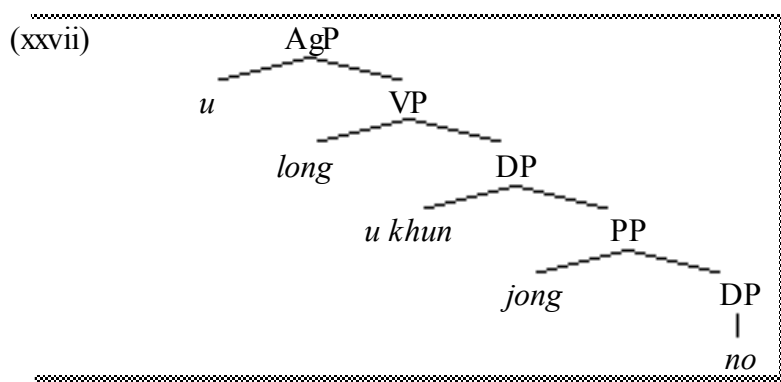 (xxvii) AgP
u VP
long DP
u khun PP
jong DP
no